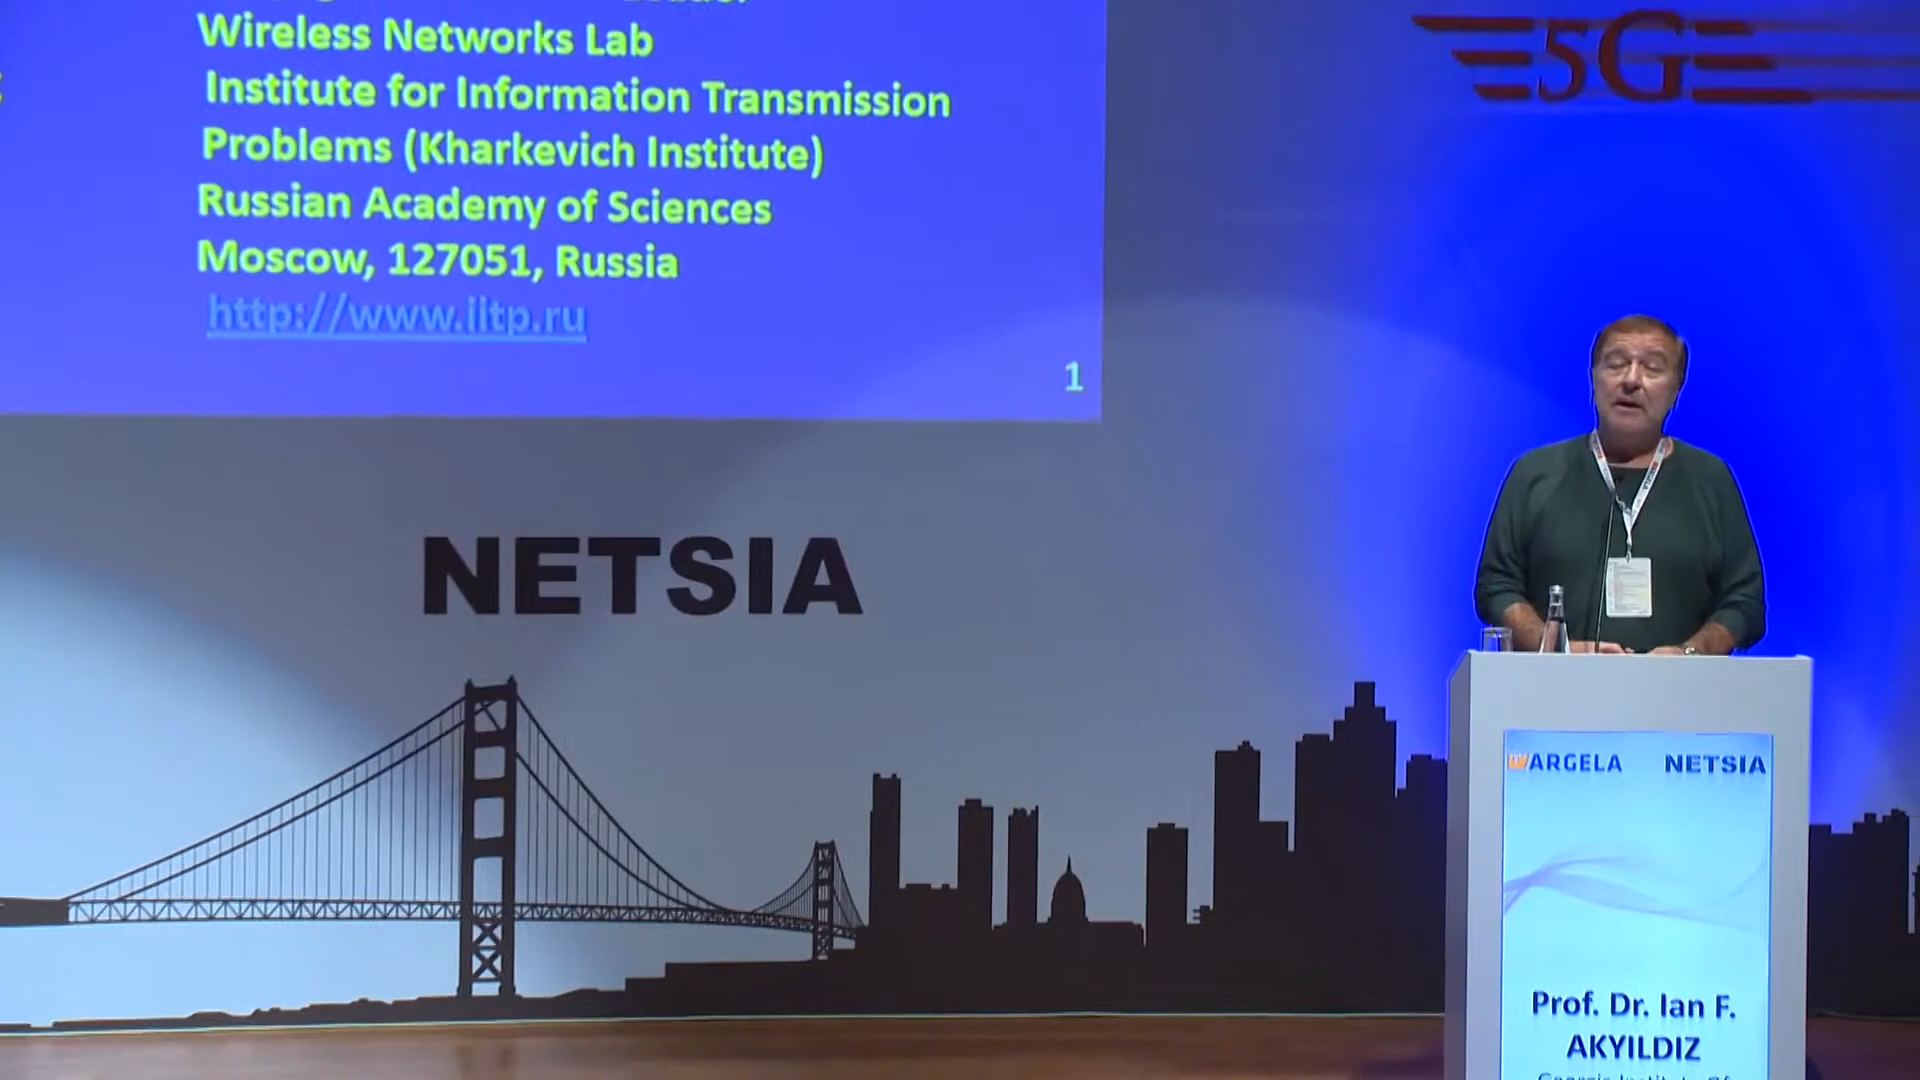 Wireless Networks Lab
Institute for Information Transmission
Problems (Kharkevich Institute)
Russian Academy of Sciences
Moscow, 127051, Russia
http://www.iitp.ru
1
5G
NETSIA
ARGELA NETSIA
Prof. Dr. Ian F.
AKYILDIZ